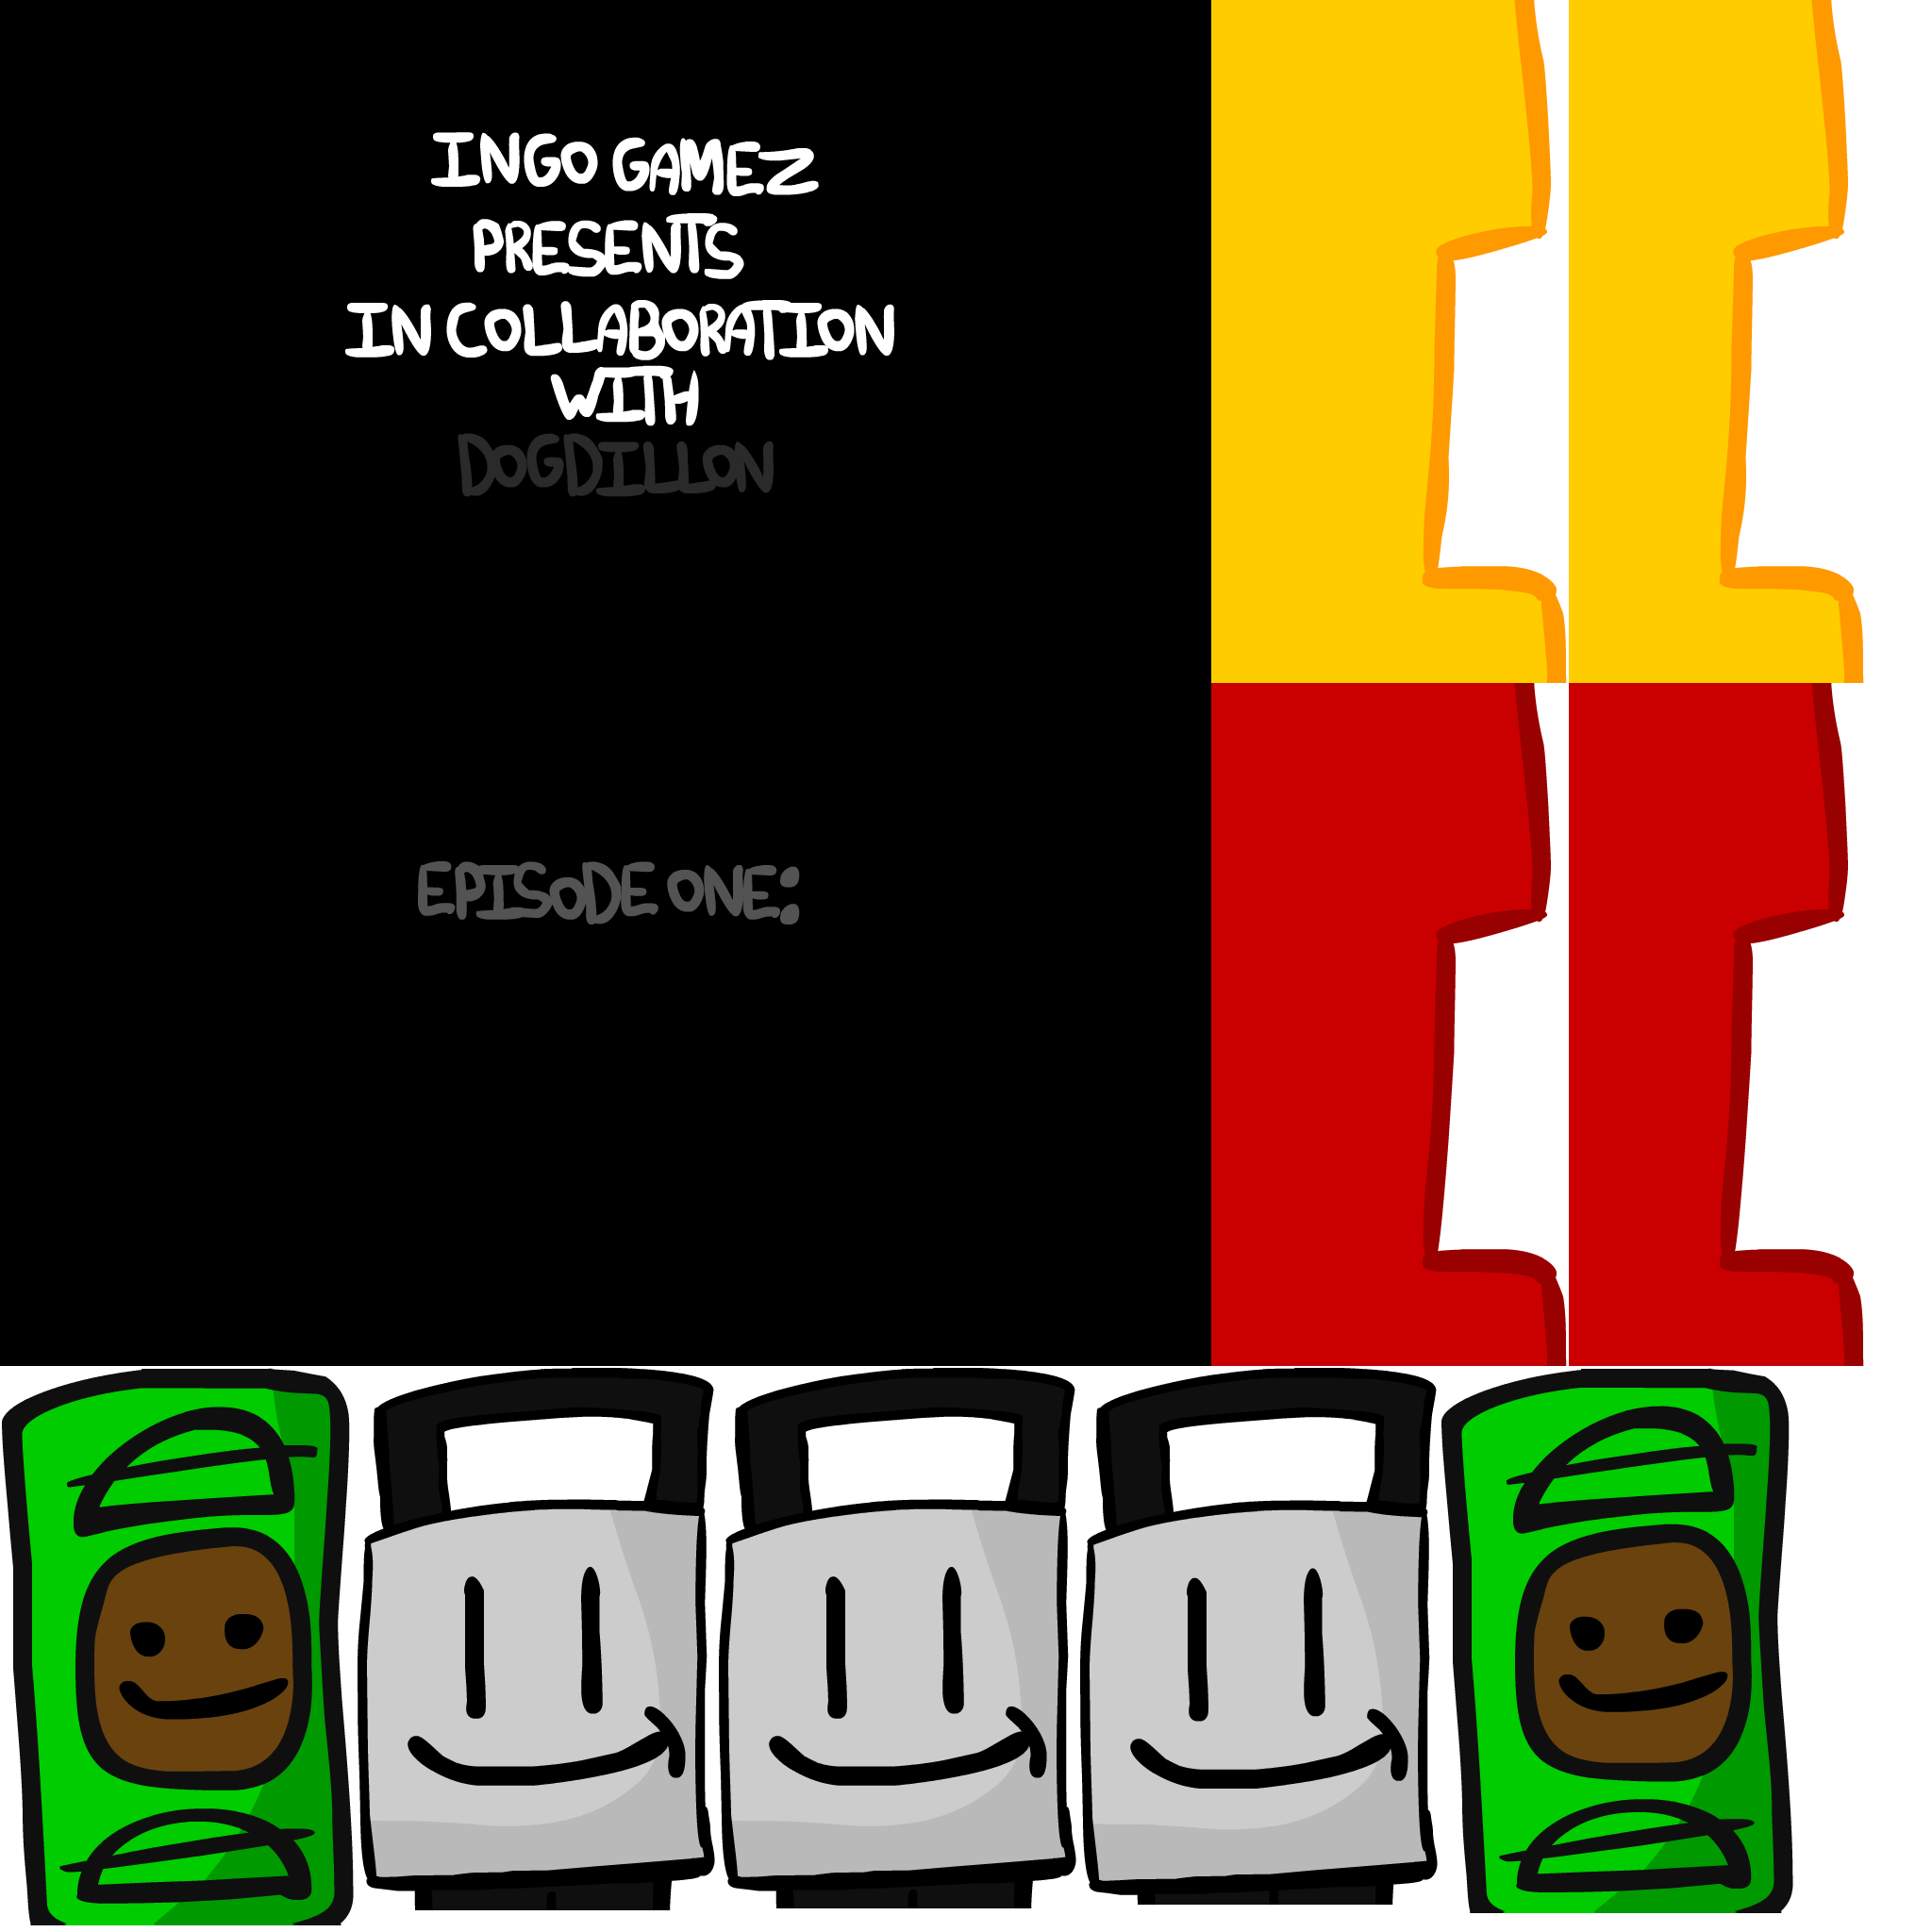 INGO GAMEZ
PRESENTS
IN COLLABORATION
WITH
DOGDILLON
EPISODE ONE: